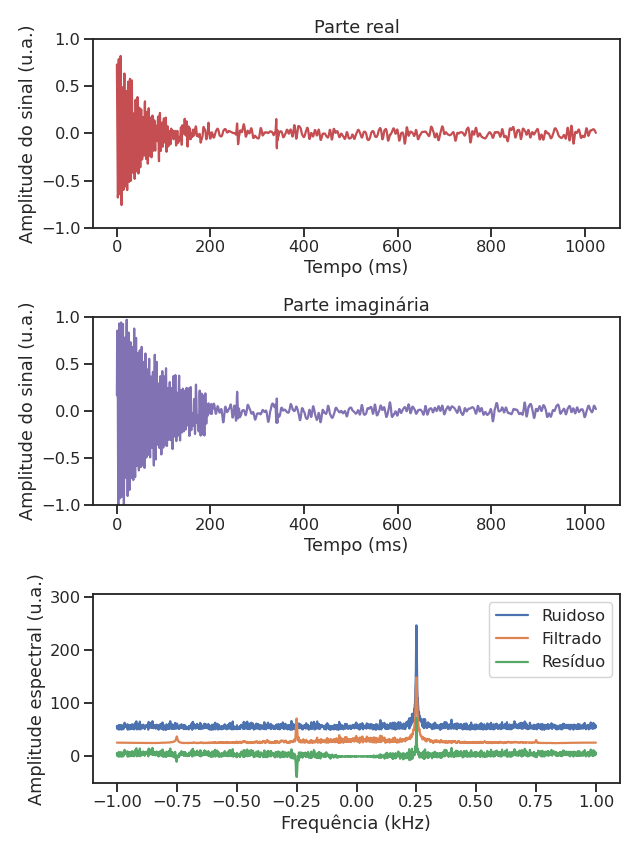 Parte real
Amplitude do sinal (u.a.)
1.0
0.5
0.0
−0.5
−1.0
0 200 400 600 800 1000
Tempo (ms)
Parte imaginária
Amplitude do sinal (u.a.)
1.0
0.5
0.0
−0.5
−1.0
0 200 400 600 800 1000
Tempo (ms)
Amplitude espectral (u.a.)
300
200
100
0
Ruidoso
Filtrado
Resíduo
−1.00 −0.75 −0.50 −0.25 0.00 0.25 0.50 0.75 1.00
Frequência (kHz)